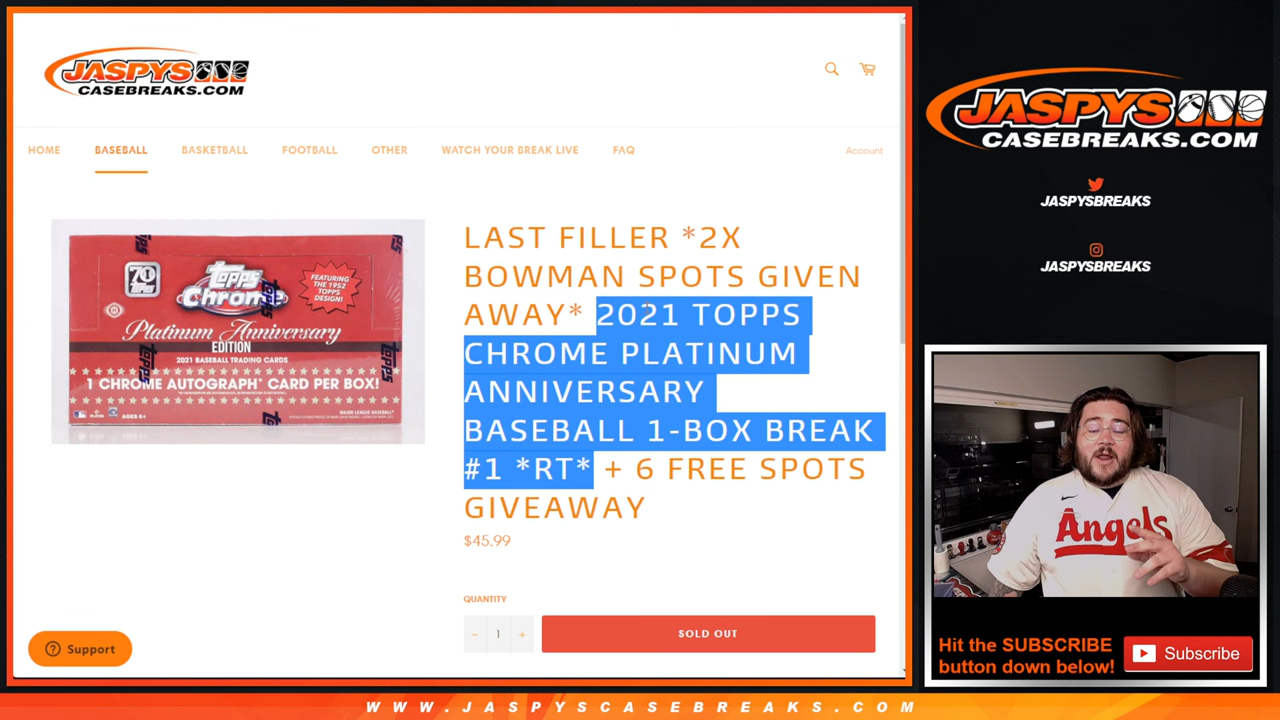 JASPYS
CASEBREAKS.COM
HOME
BASEBALL
BASKETBALL
FOOTBALL
OTHER
WATCH YOUR BREAK LIVE
FAQ
Account
70
topps
topps
Chrome
FEATURING
THE 1952
TOPPS
DESIGN!
Platinum Anniversary
EDITION
2021 BASEBALL TRADING CARDS
1 CHROME AUTOGRAPH* CARD PER BOX!
AGES 6+
LAST FILLER *2X
BOWMAN SPOTS GIVEN
AWAY* 2021 TOPPS
CHROME PLATINUM
ANNIVERSARY
BASEBALL 1-BOX BREAK
#1 *RT* + 6 FREE SPOTS
GIVEAWAY
$45.99
QUANTITY
− 1 +
SOLD OUT
Support
JASPYS
CASEBREAKS.COM
JASPYSBREAKS
JASPYSBREAKS
Angels
Hit the SUBSCRIBE
button down below!
Subscribe
WWW.JASPYSCASEBREAKS.COM